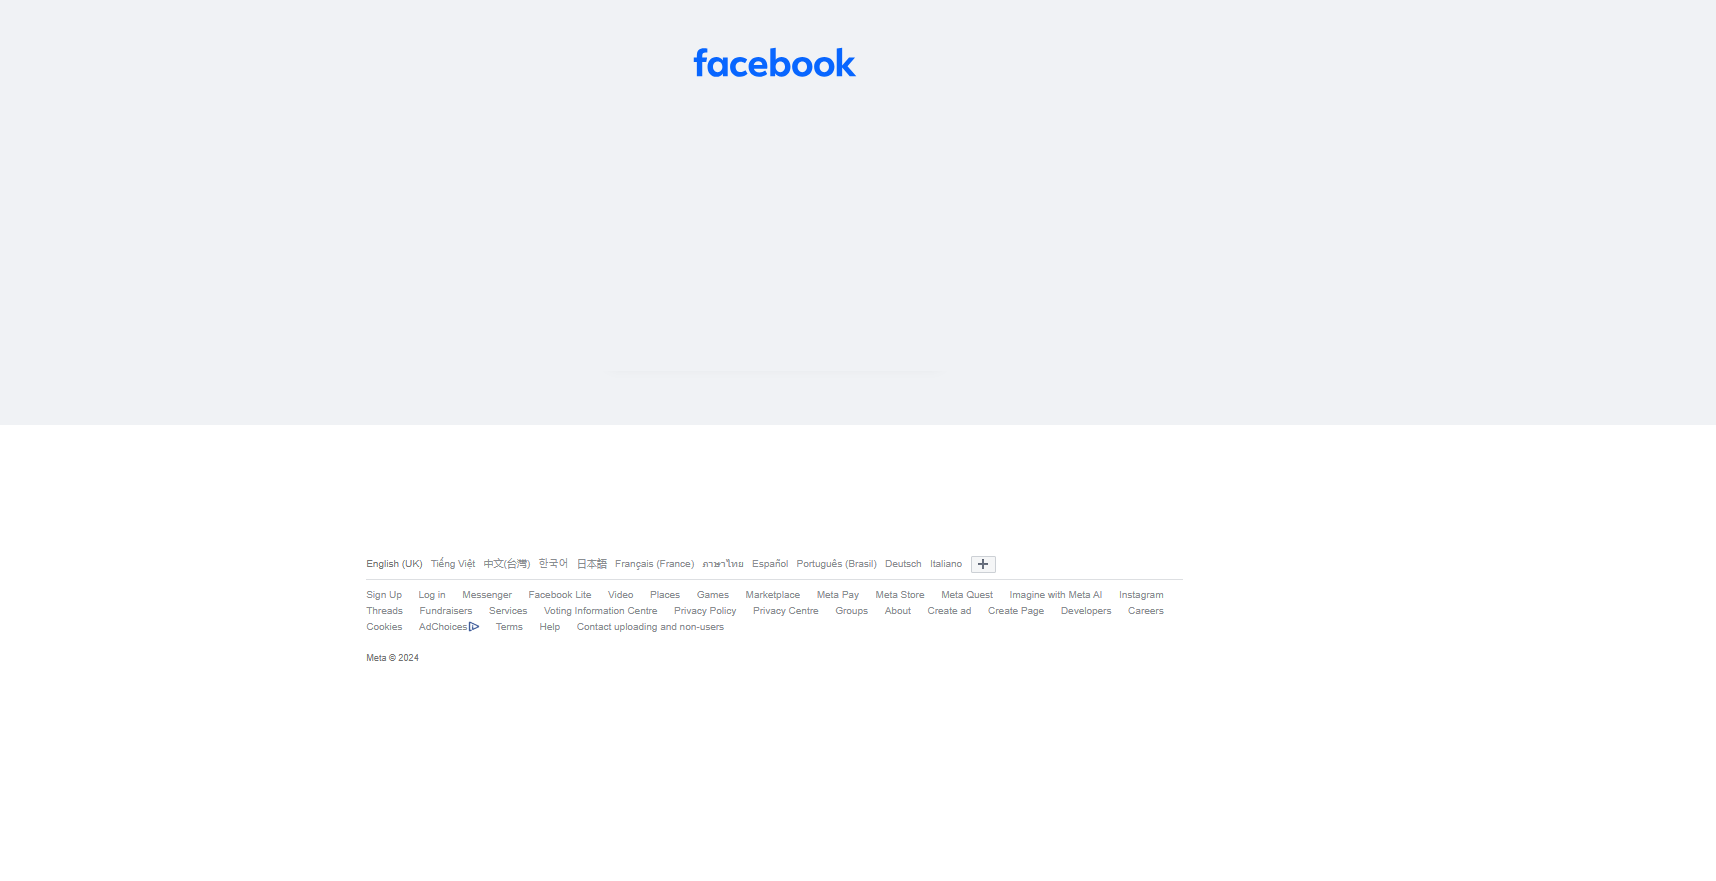 facebook
English (UK) Tiếng Việt 中文(台灣) 한국어 日本語 Français (France) ภาษาไทย Español Português (Brasil) Deutsch Italiano
Sign Up Log in Messenger Facebook Lite Video Places Games Marketplace Meta Pay Meta Store Meta Quest Imagine with Meta AI Instagram
Threads Fundraisers Services Voting Information Centre Privacy Policy Privacy Centre Groups About Create ad Create Page Developers Careers
Cookies AdChoices Terms Help Contact uploading and non-users
Meta © 2024